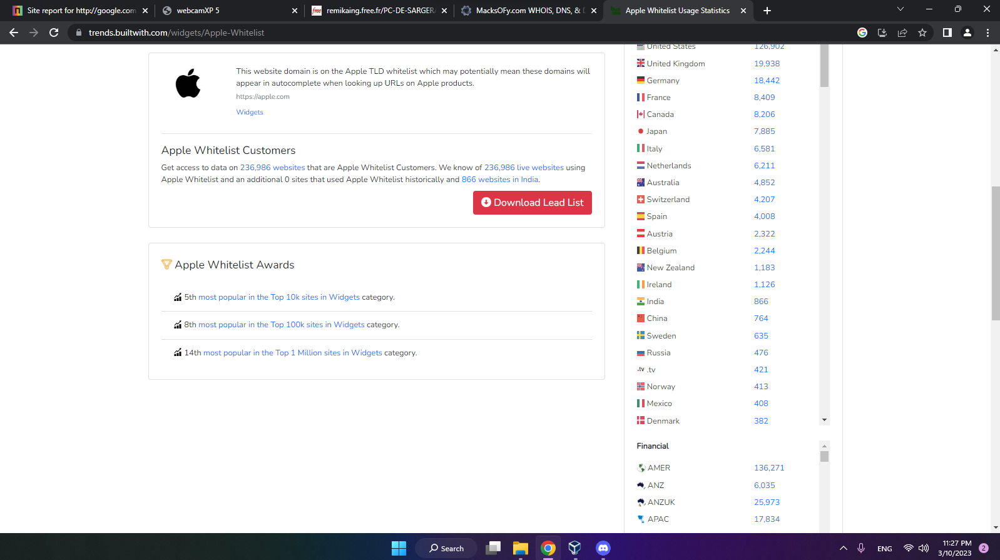 Site report for http://google.com
webcamXP 5
free
remikaing.free.fr/PC-DE-SARGER
MacksOFy.com WHOIS, DNS, &
Apple Whitelist Usage Statistics
trends.builtwith.com/widgets/Apple-Whitelist
This website domain is on the Apple TLD whitelist which may potentially mean these domains will
appear in autocomplete when looking up URLs on Apple products.
https://apple.com
Widgets
Apple Whitelist Customers
Get access to data on 236,986 websites that are Apple Whitelist Customers. We know of 236,986 live websites using
Apple Whitelist and an additional 0 sites that used Apple Whitelist historically and 866 websites in India.
Download Lead List
Apple Whitelist Awards
5th most popular in the Top 10k sites in Widgets category.
8th most popular in the Top 100k sites in Widgets category.
14th most popular in the Top 1 Million sites in Widgets category.
United States 126,902
United Kingdom 19,938
Germany 18,442
France 8,409
Canada 8,206
Japan 7,885
Italy 6,581
Netherlands 6,211
Australia 4,852
Switzerland 4,207
Spain 4,008
Austria 2,322
Belgium 2,244
New Zealand 1,183
Ireland 1,126
India 866
China 764
Sweden 635
Russia 476
.tv .tv 421
Norway 413
Mexico 408
Denmark 382
Financial
AMER 136,271
ANZ 6,035
ANZUK 25,973
APAC 17,834
Search
ENG
11:27 PM
3/10/2023
2